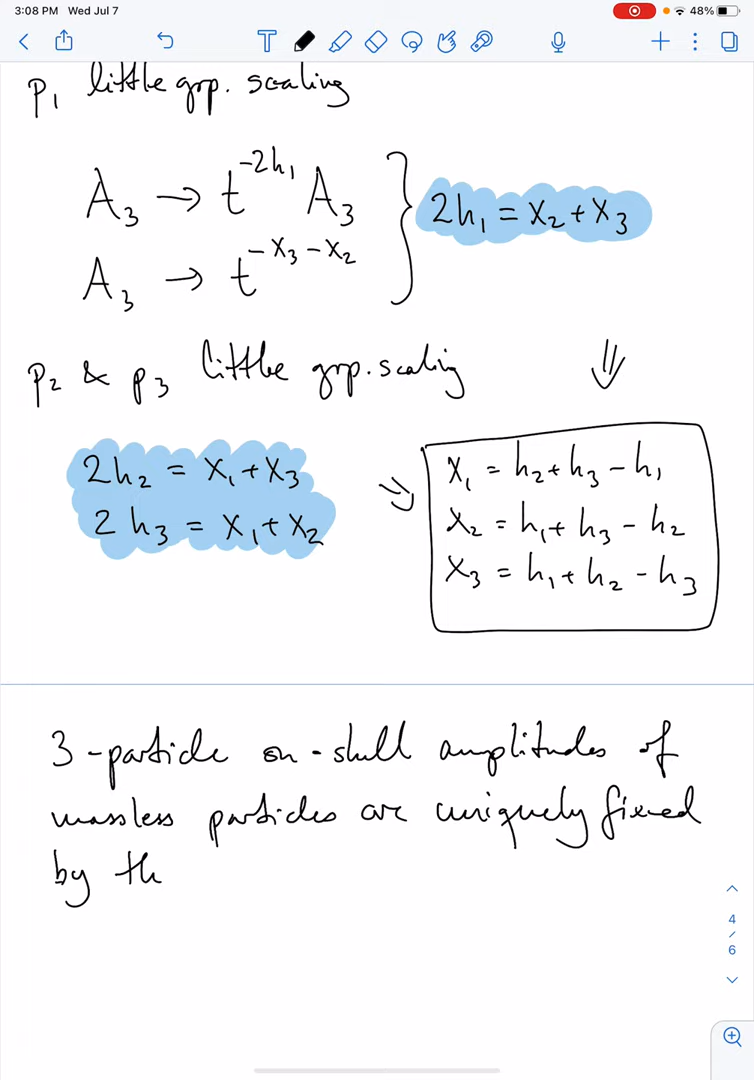 3:08 PM Wed Jul 7
48%
T
p₁ little grp. scaling
A₃ → t^{-2h₁} A₃
2h₁ = x₂ + x₃
A₃ → t^{-x₃ - x₂}
p₂ & p₃ little grp. scaling
⇓
2h₂ = x₁ + x₃
2h₃ = x₁ + x₂
⇒
x₁ = h₂ + h₃ - h₁
x₂ = h₁ + h₃ - h₂
x₃ = h₁ + h₂ - h₃
3-particle on-shell amplitudes of
massless particles are uniquely fixed
by th
4
/
6